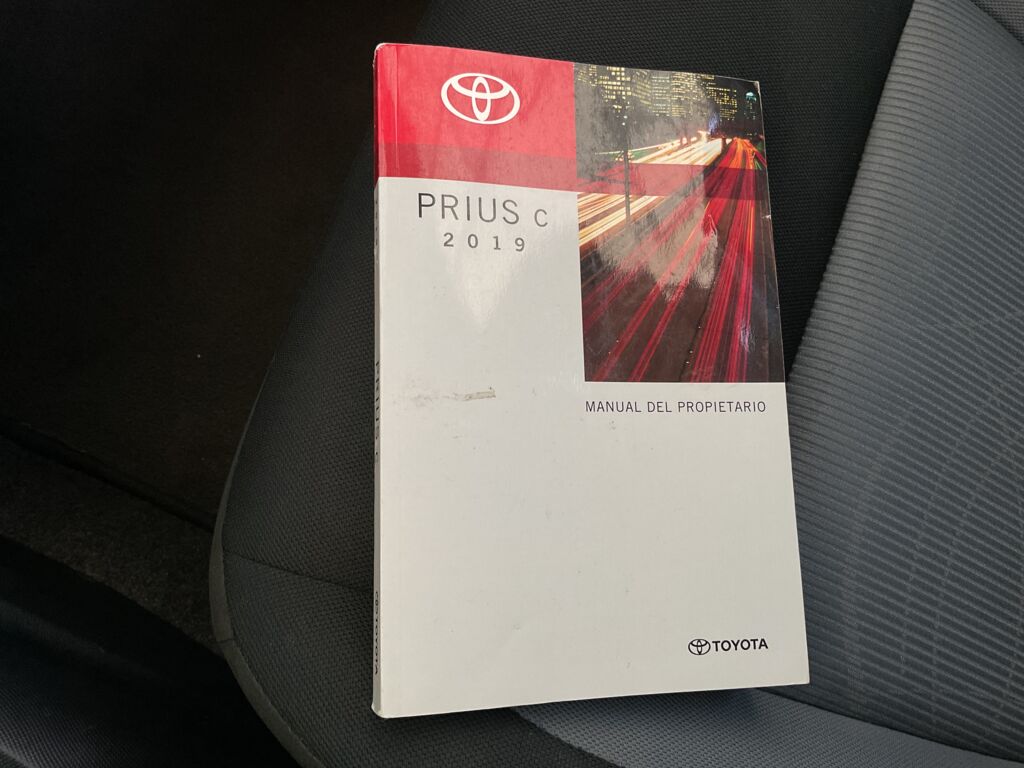 PRIUS c
2019
MANUAL DEL PROPIETARIO
TOYOTA